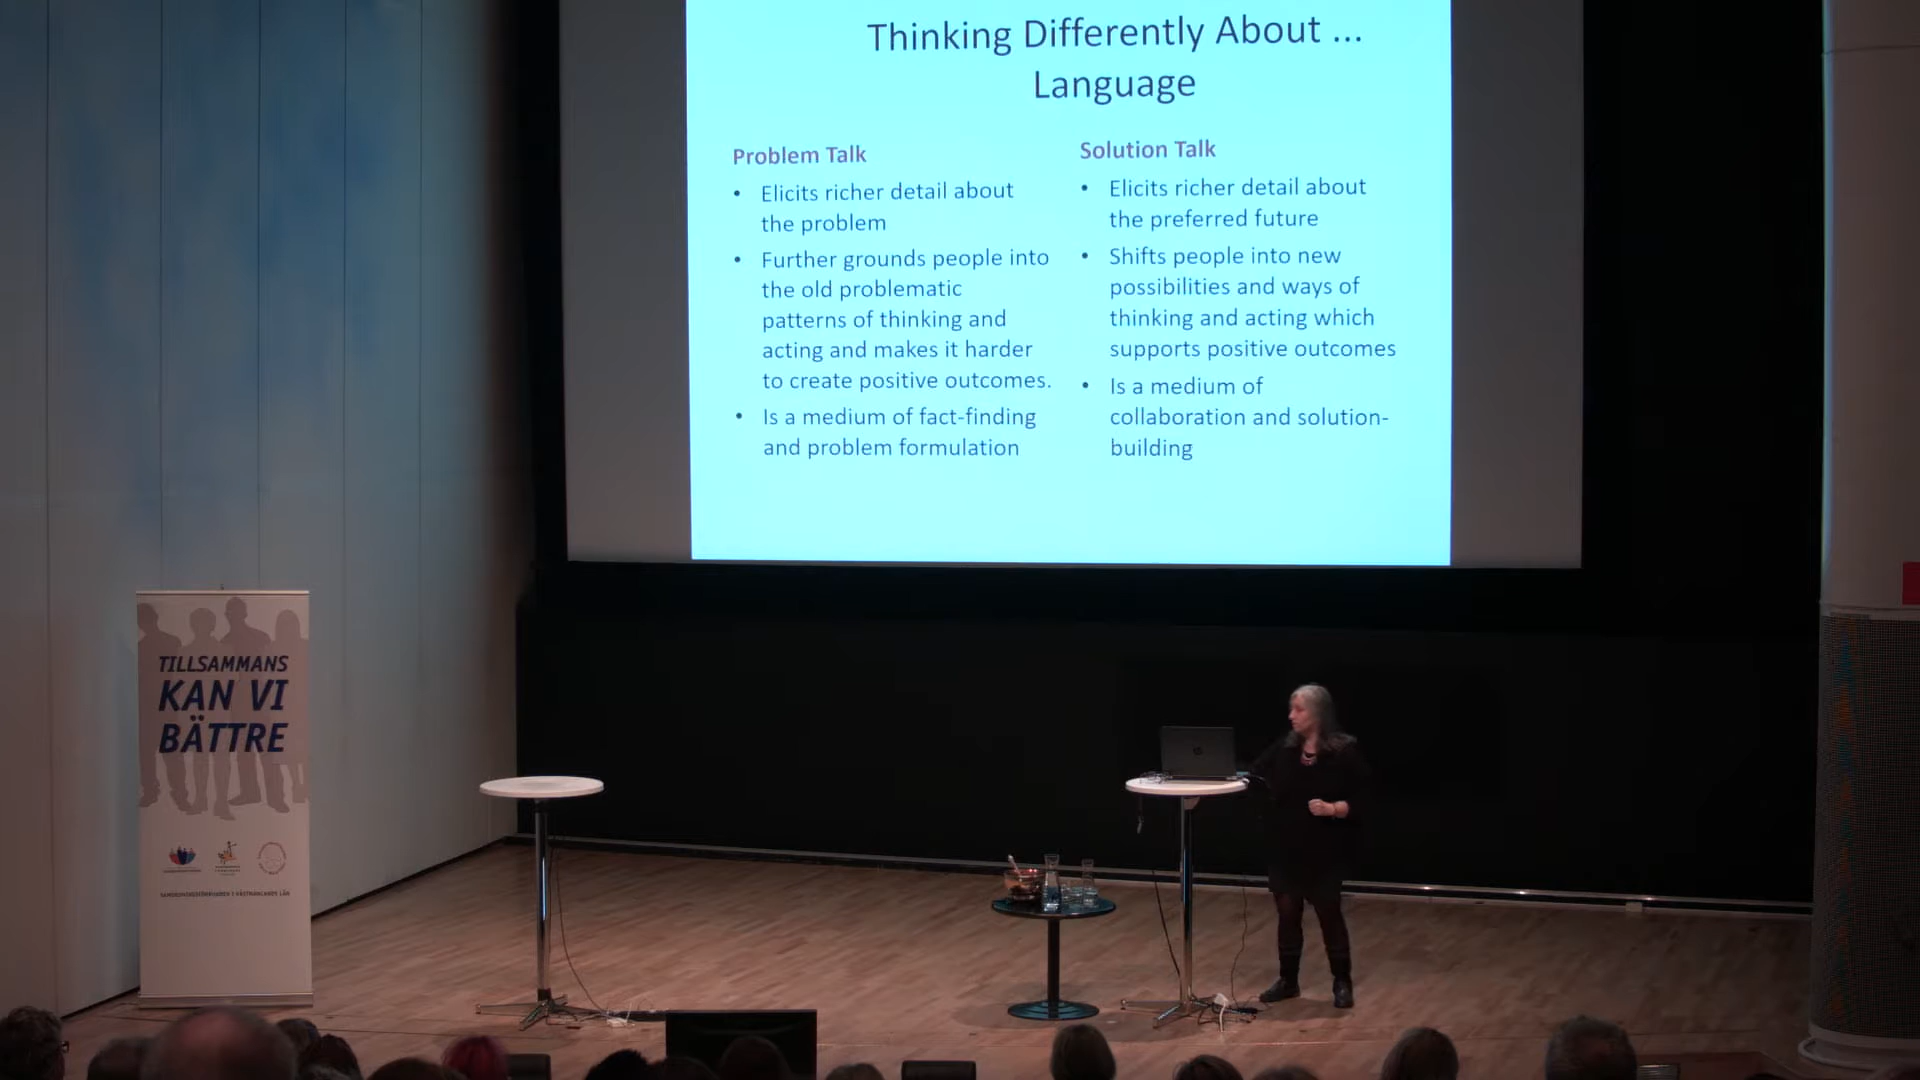 Thinking Differently About ...
Language
Problem Talk
• Elicits richer detail about
the problem
• Further grounds people into
the old problematic
patterns of thinking and
acting and makes it harder
to create positive outcomes.
• Is a medium of fact-finding
and problem formulation
Solution Talk
• Elicits richer detail about
the preferred future
• Shifts people into new
possibilities and ways of
thinking and acting which
supports positive outcomes
• Is a medium of
collaboration and solution-
building
TILLSAMMANS
KAN VI
BÄTTRE